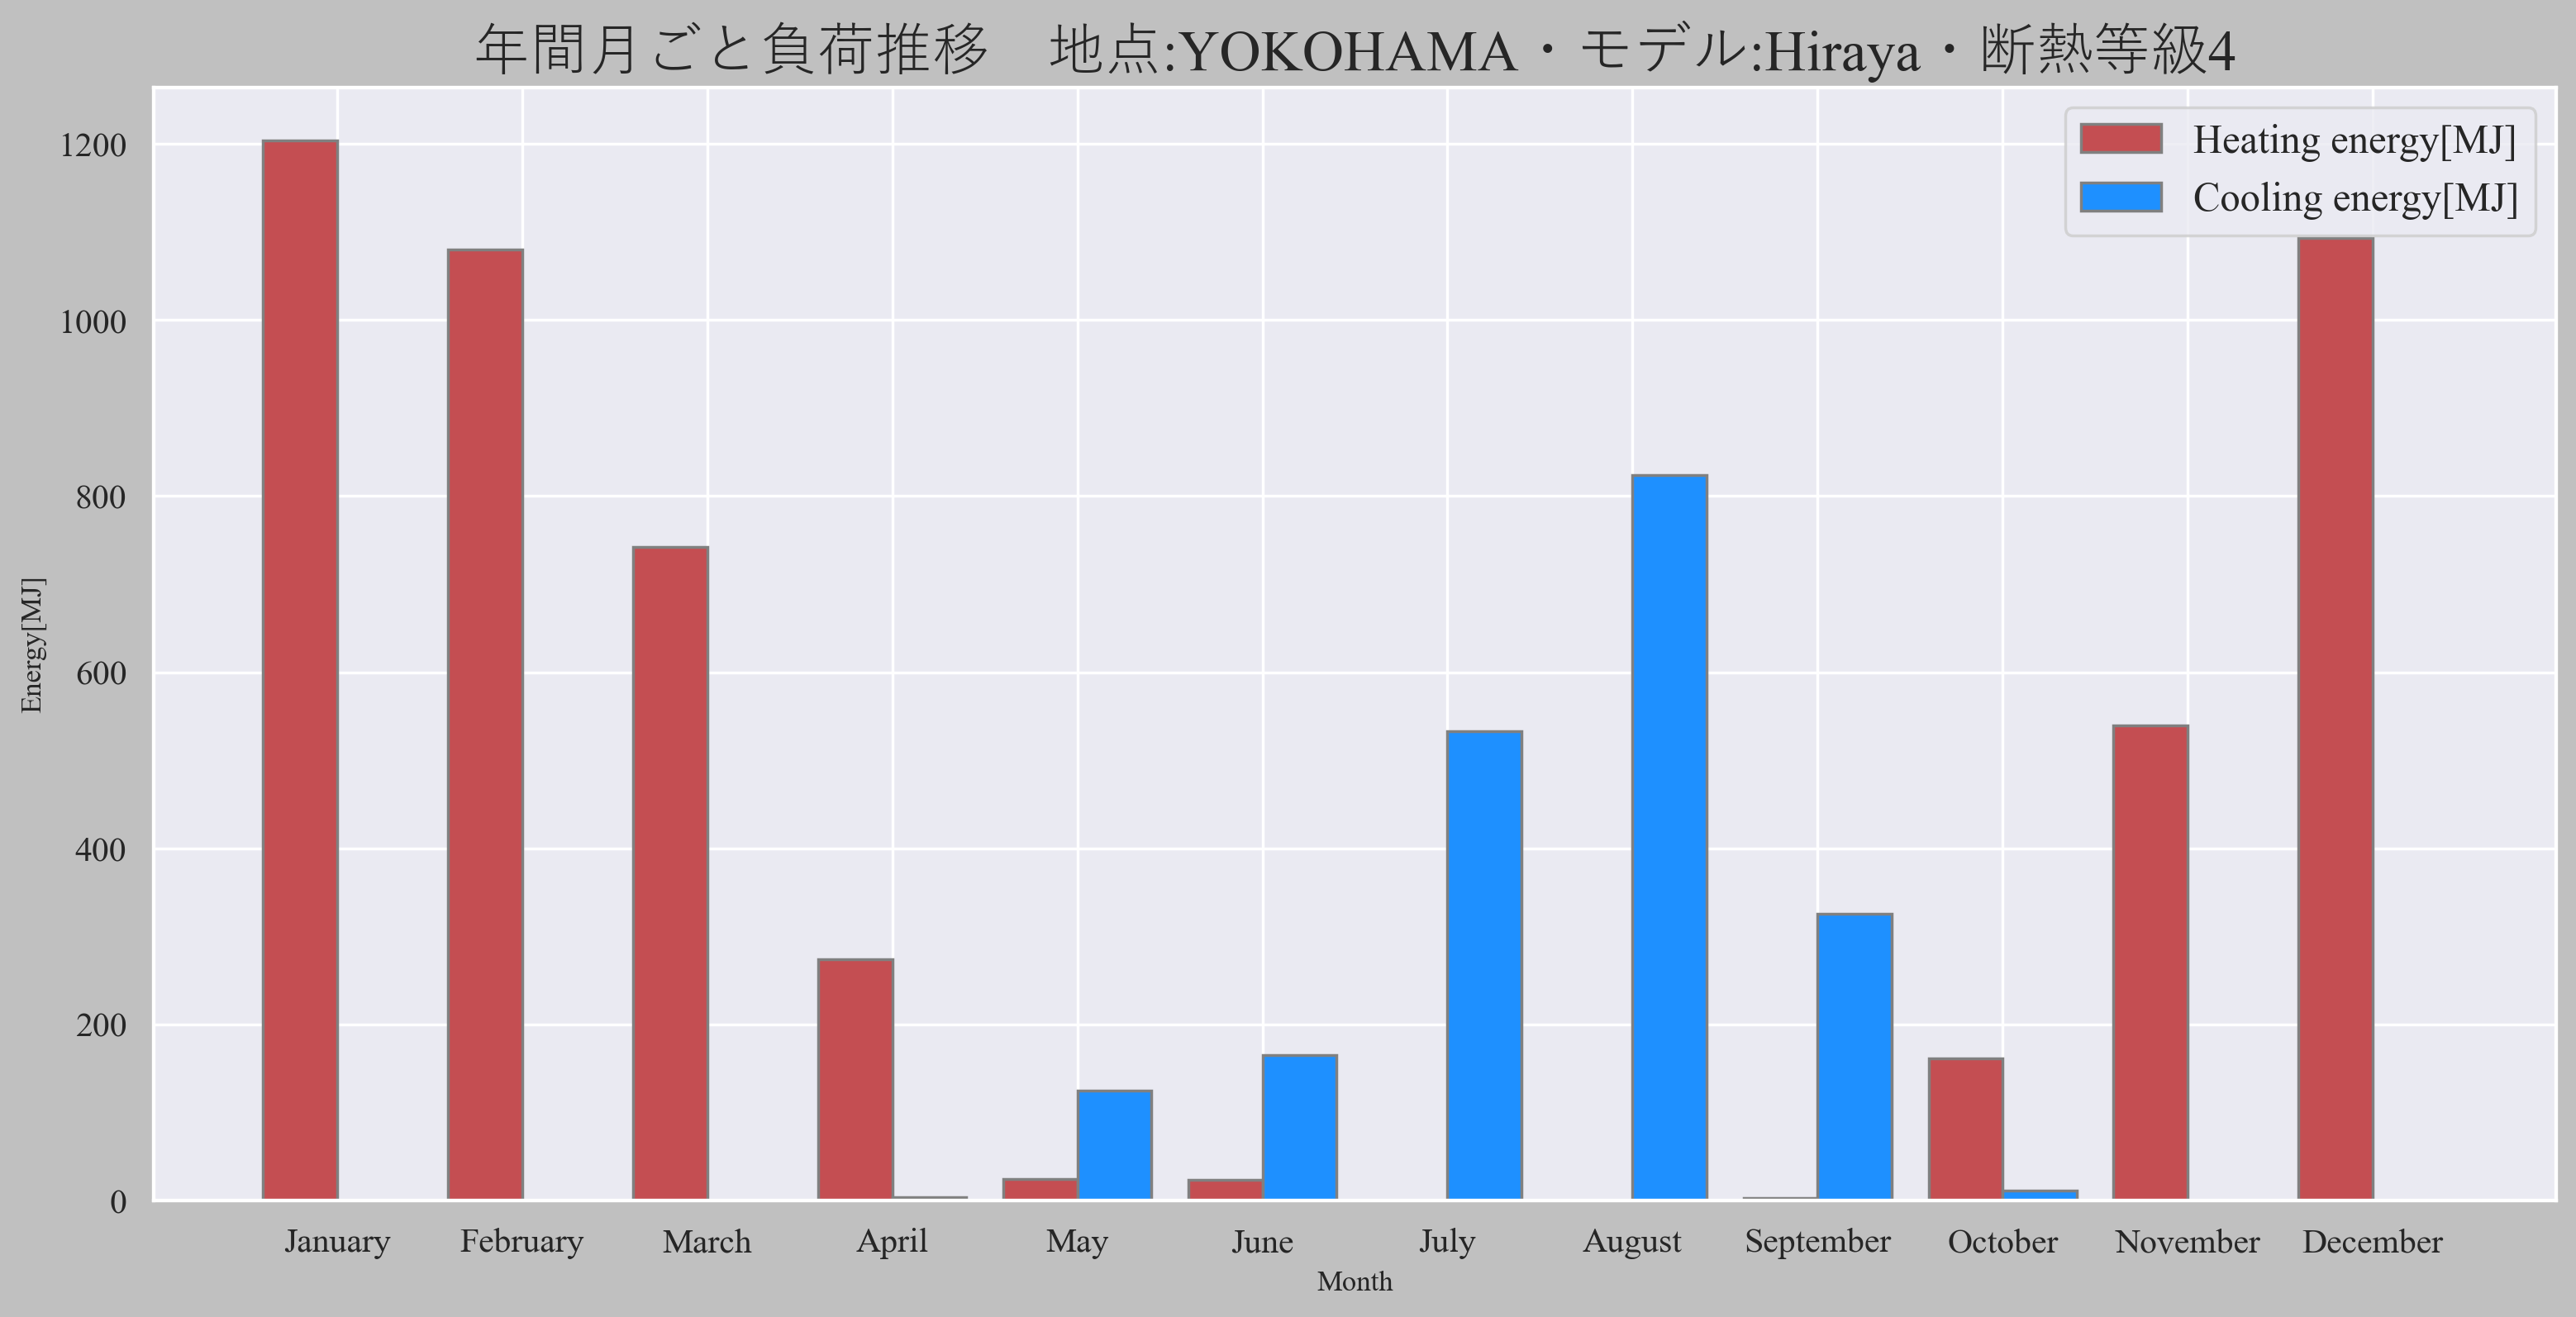 年間月ごと負荷推移　地点:YOKOHAMA・モデル:Hiraya・断熱等級4
Heating energy[MJ]
Cooling energy[MJ]
Energy[MJ]
1200
1000
800
600
400
200
0
January February March April May June July August September October November December
Month